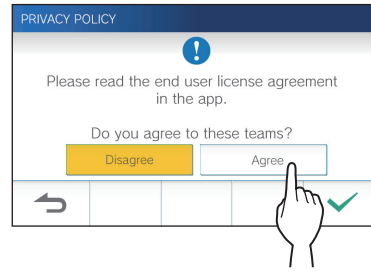 PRIVACY POLICY
Please read the end user license agreement
in the app.
Do you agree to these teams?
Disagree
Agree